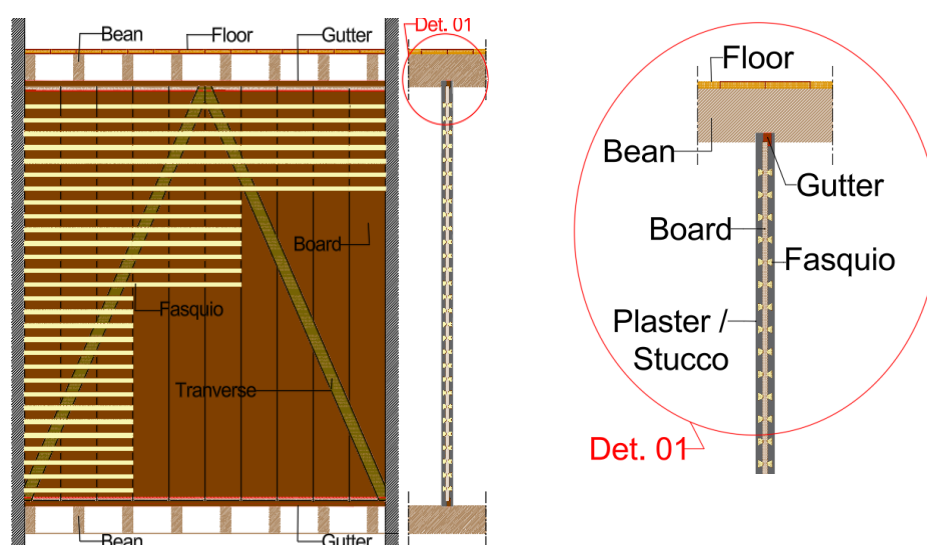 Bean
Floor
Gutter
Det. 01
Board
Fasquio
Tranverse
Bean
Gutter
Floor
Bean
Gutter
Board
Fasquio
Plaster /
Stucco
Det. 01